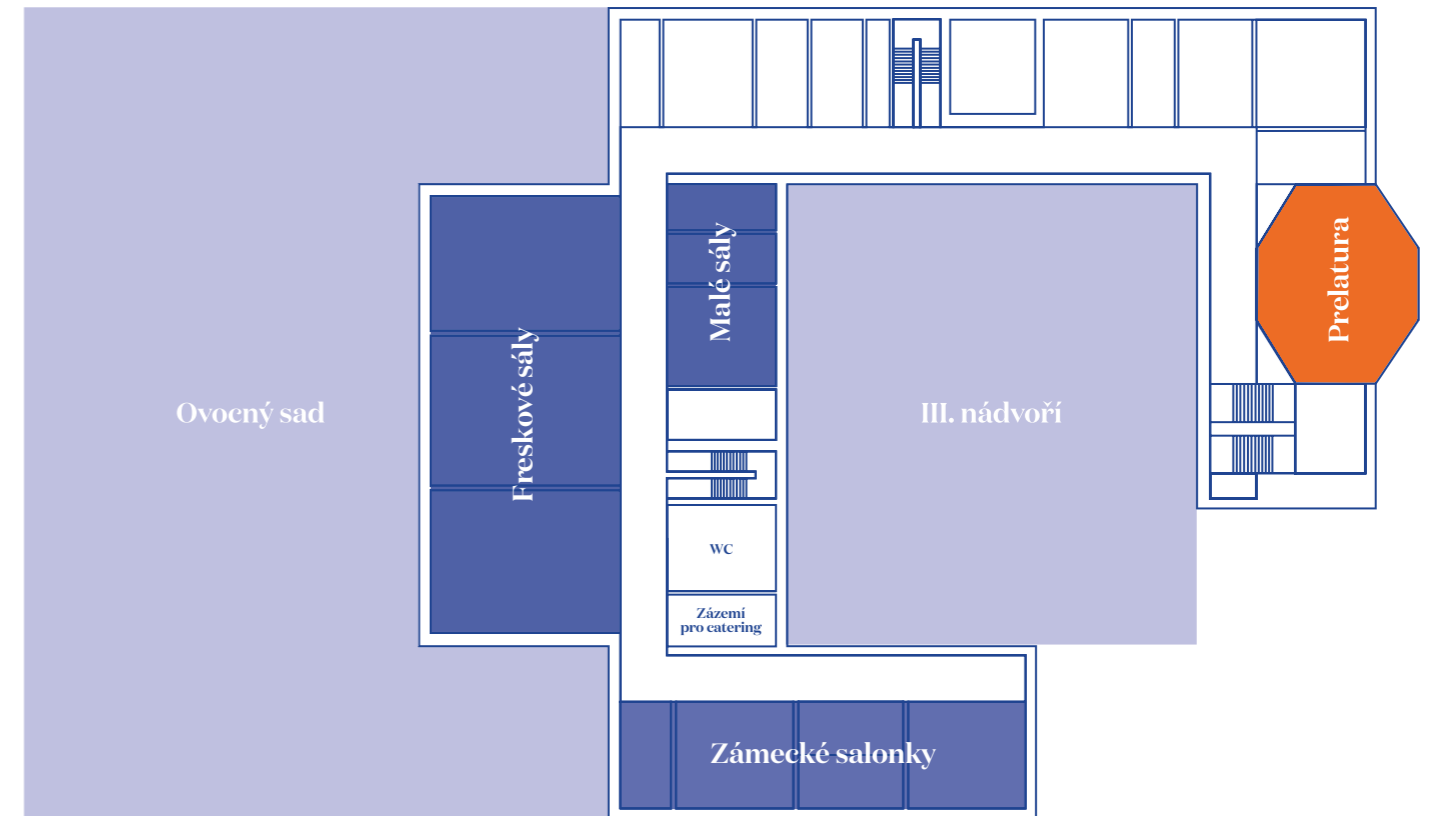 Ovocný sad
Freskové sály
Malé sály
III. nádvoří
Prelatura
WC
Zázemí
pro catering
Zámecké salonky